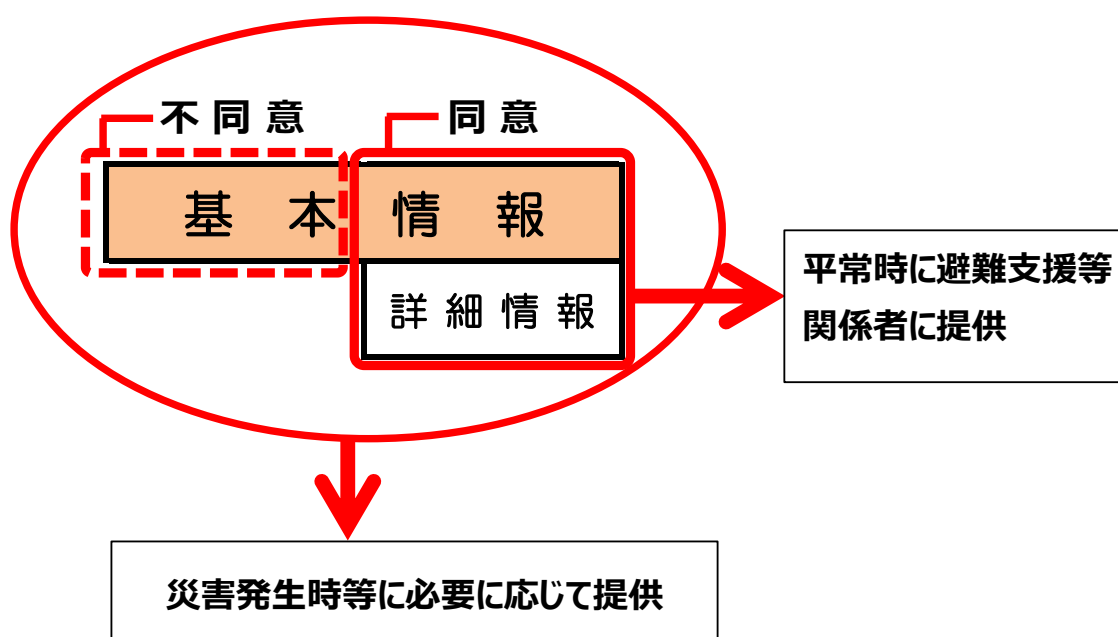 不同意
同意
基本情報
詳細情報
平常時に避難支援等
関係者に提供
災害発生時等に必要に応じて提供